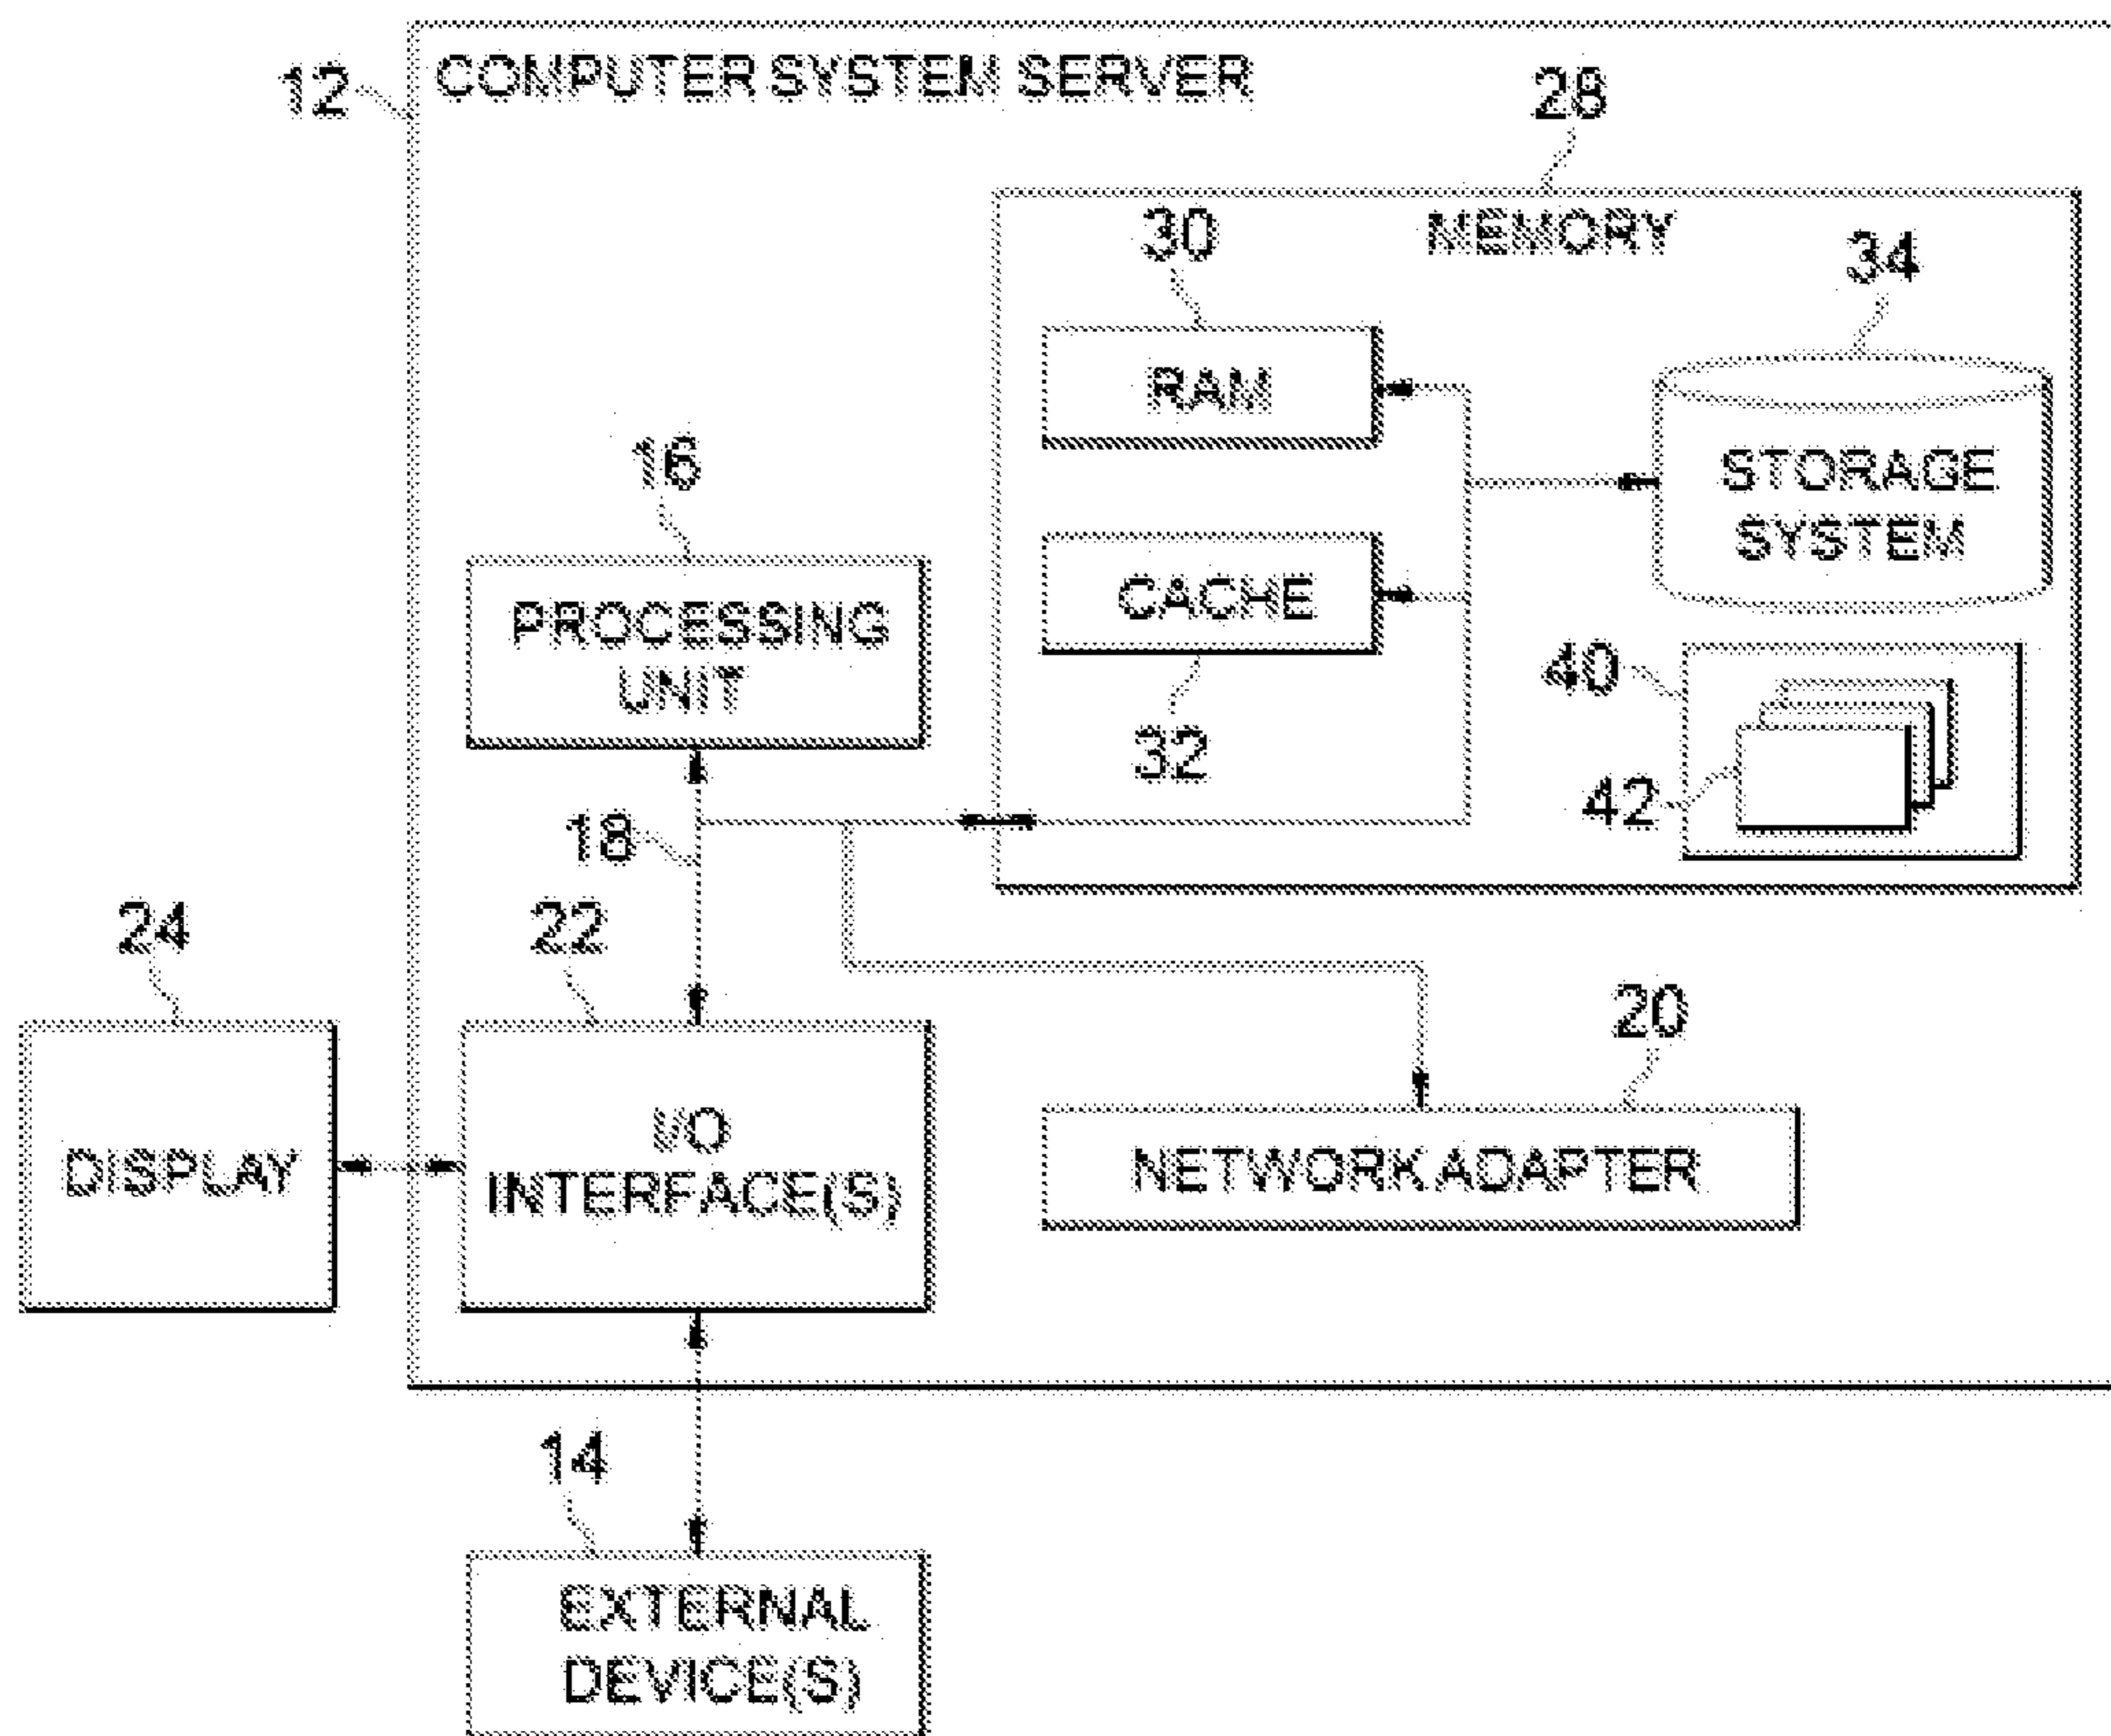 12
COMPUTER SYSTEM SERVER
28
MEMORY
30
34
RAM
STORAGE
SYSTEM
16
CACHE
PROCESSING
UNIT
32
40
42
18
24
22
20
DISPLAY
I/O
INTERFACE(S)
NETWORK ADAPTER
14
EXTERNAL
DEVICE(S)